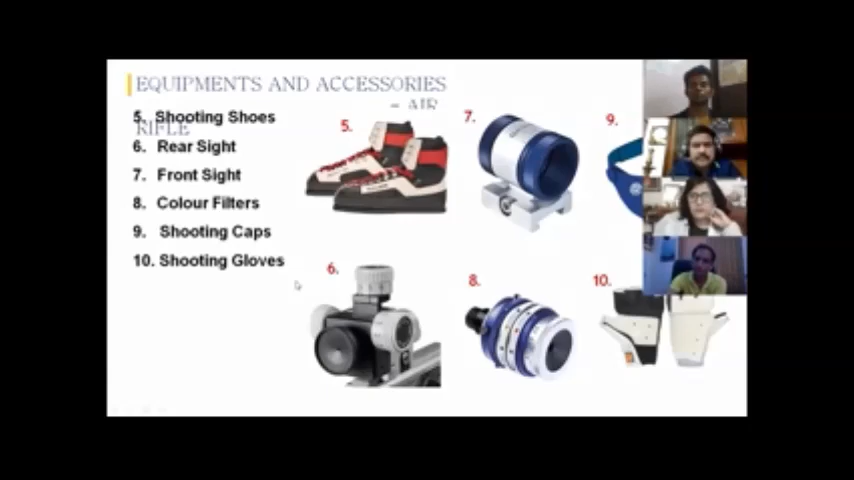 EQUIPMENTS AND ACCESSORIES
– AIR
RIFLE
5. Shooting Shoes
6. Rear Sight
7. Front Sight
8. Colour Filters
9. Shooting Caps
10. Shooting Gloves
5.
7.
9.
6.
8.
10.